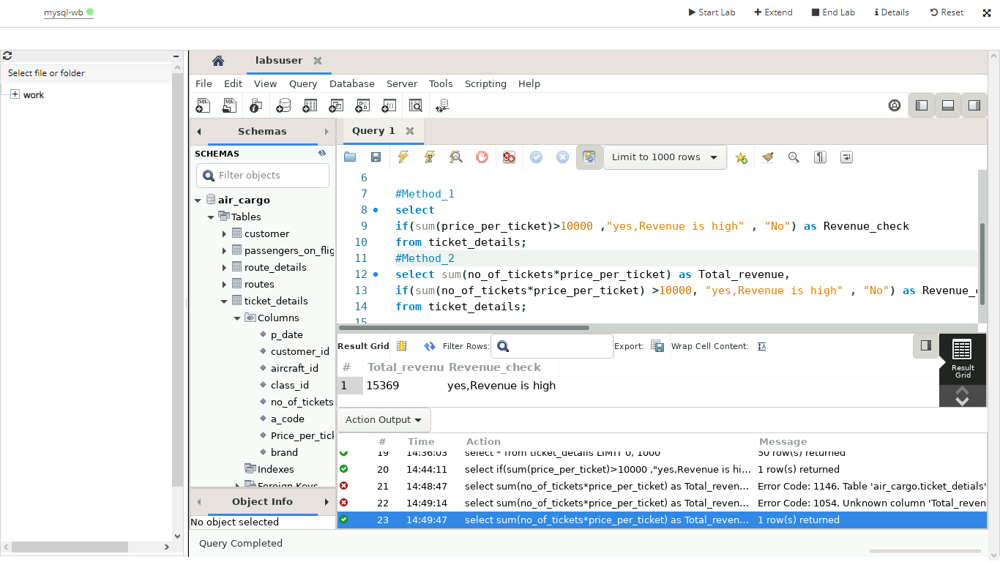 mysql-wb
Start Lab Extend End Lab Details Reset
Select file or folder
work
labsuser
File Edit View Query Database Server Tools Scripting Help
Schemas
SCHEMAS
Filter objects
air_cargo
Tables
customer
passengers_on_flig
route_details
routes
ticket_details
Columns
p_date
customer_id
aircraft_id
class_id
no_of_tickets
a_code
Price_per_tick
brand
Indexes
Foreign Keys
Object Info
No object selected
Query 1
Limit to 1000 rows
6
7 #Method_1
8 select
9 if(sum(price_per_ticket)>10000 ,"yes,Revenue is high" , "No") as Revenue_check
10 from ticket_details;
11 #Method_2
12 select sum(no_of_tickets*price_per_ticket) as Total_revenue,
13 if(sum(no_of_tickets*price_per_ticket) >10000, "yes,Revenue is high" , "No") as Revenue_c
14 from ticket_details;
15
Result Grid Filter Rows: Export: Wrap Cell Content:
# Total_revenu Revenue_check
1 15369 yes,Revenue is high
Result
Grid
Action Output
# Time Action Message
19 14:36:03 select * from ticket_details LIMIT 0, 1000 50 row(s) returned
20 14:44:11 select if(sum(price_per_ticket)>10000 ,"yes,Revenue is hi... 1 row(s) returned
21 14:48:47 select sum(no_of_tickets*price_per_ticket) as Total_reven... Error Code: 1146. Table 'air_cargo.ticket_detials'
22 14:49:14 select sum(no_of_tickets*price_per_ticket) as Total_reven... Error Code: 1054. Unknown column 'Total_reven
23 14:49:47 select sum(no_of_tickets*price_per_ticket) as Total_reven... 1 row(s) returned
Query Completed